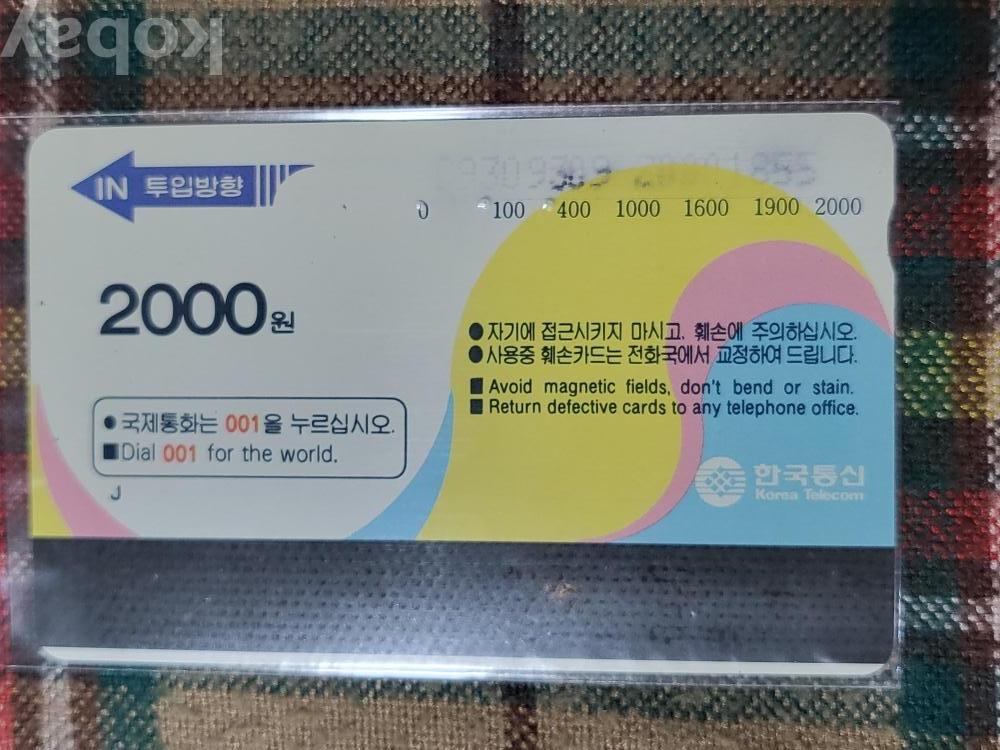 kobay
IN 투입방향
0 100 400 1000 1600 1900 2000
2000원
● 자기에 접근시키지 마시고, 훼손에 주의하십시오.
● 사용중 훼손카드는 전화국에서 교정하여 드립니다.
■ Avoid magnetic fields, don't bend or stain.
■ Return defective cards to any telephone office.
● 국제통화는 001을 누르십시오.
■ Dial 001 for the world.
J
한국통신
Korea Telecom